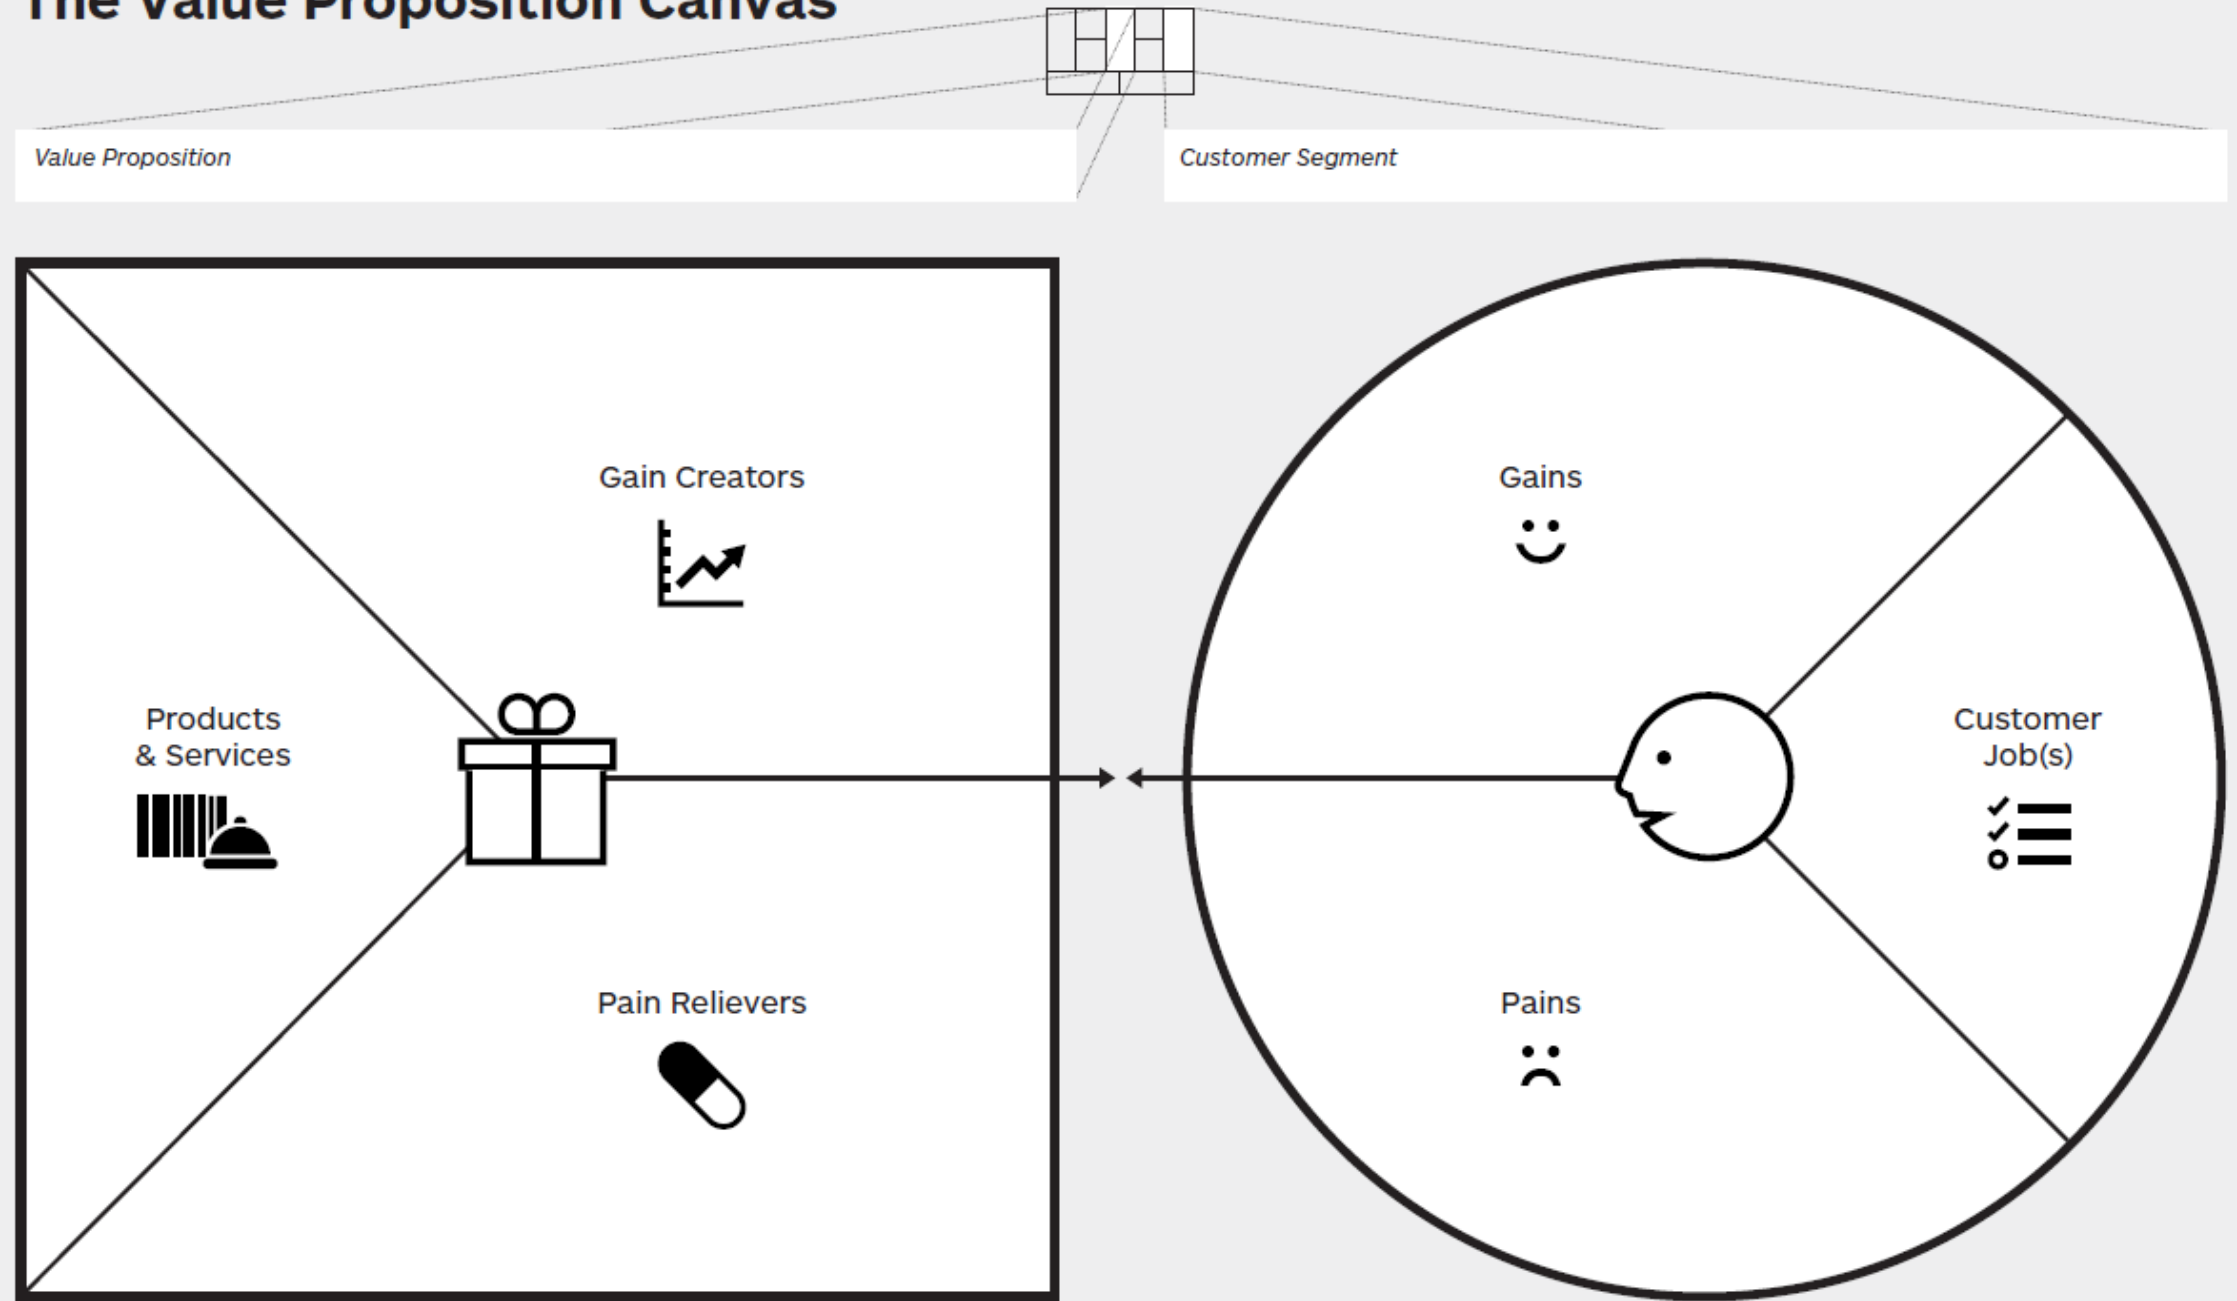 The Value Proposition Canvas
Value Proposition
Customer Segment
Gain Creators
Gains
Products
& Services
Customer
Job(s)
Pain Relievers
Pains